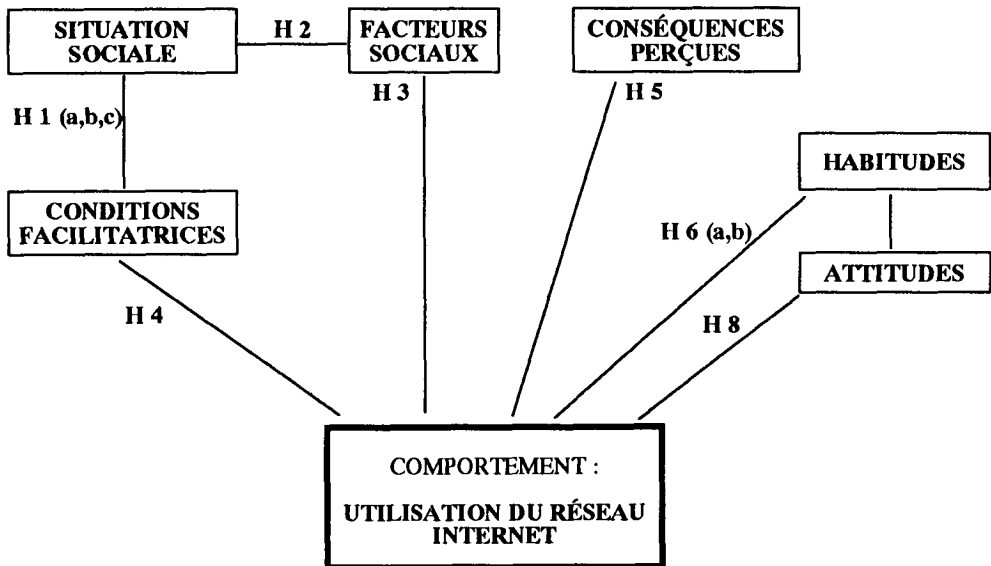 SITUATION
SOCIALE
H 2
FACTEURS
SOCIAUX
CONSÉQUENCES
PERÇUES
H 3
H 5
H 1 (a,b,c)
HABITUDES
CONDITIONS
FACILITATRICES
H 6 (a,b)
ATTITUDES
H 4
H 8
COMPORTEMENT :
UTILISATION DU RÉSEAU
INTERNET